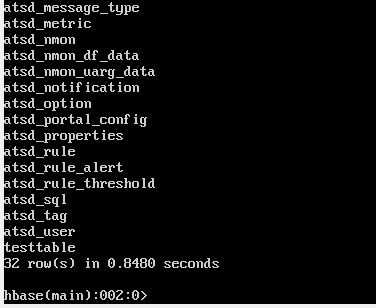 atsd_message_type
atsd_metric
atsd_nmon
atsd_nmon_df_data
atsd_nmon_uarg_data
atsd_notification
atsd_option
atsd_portal_config
atsd_properties
atsd_rule
atsd_rule_alert
atsd_rule_threshold
atsd_sql
atsd_tag
atsd_user
testtable
32 row(s) in 0.8480 seconds
hbase(main):002:0>